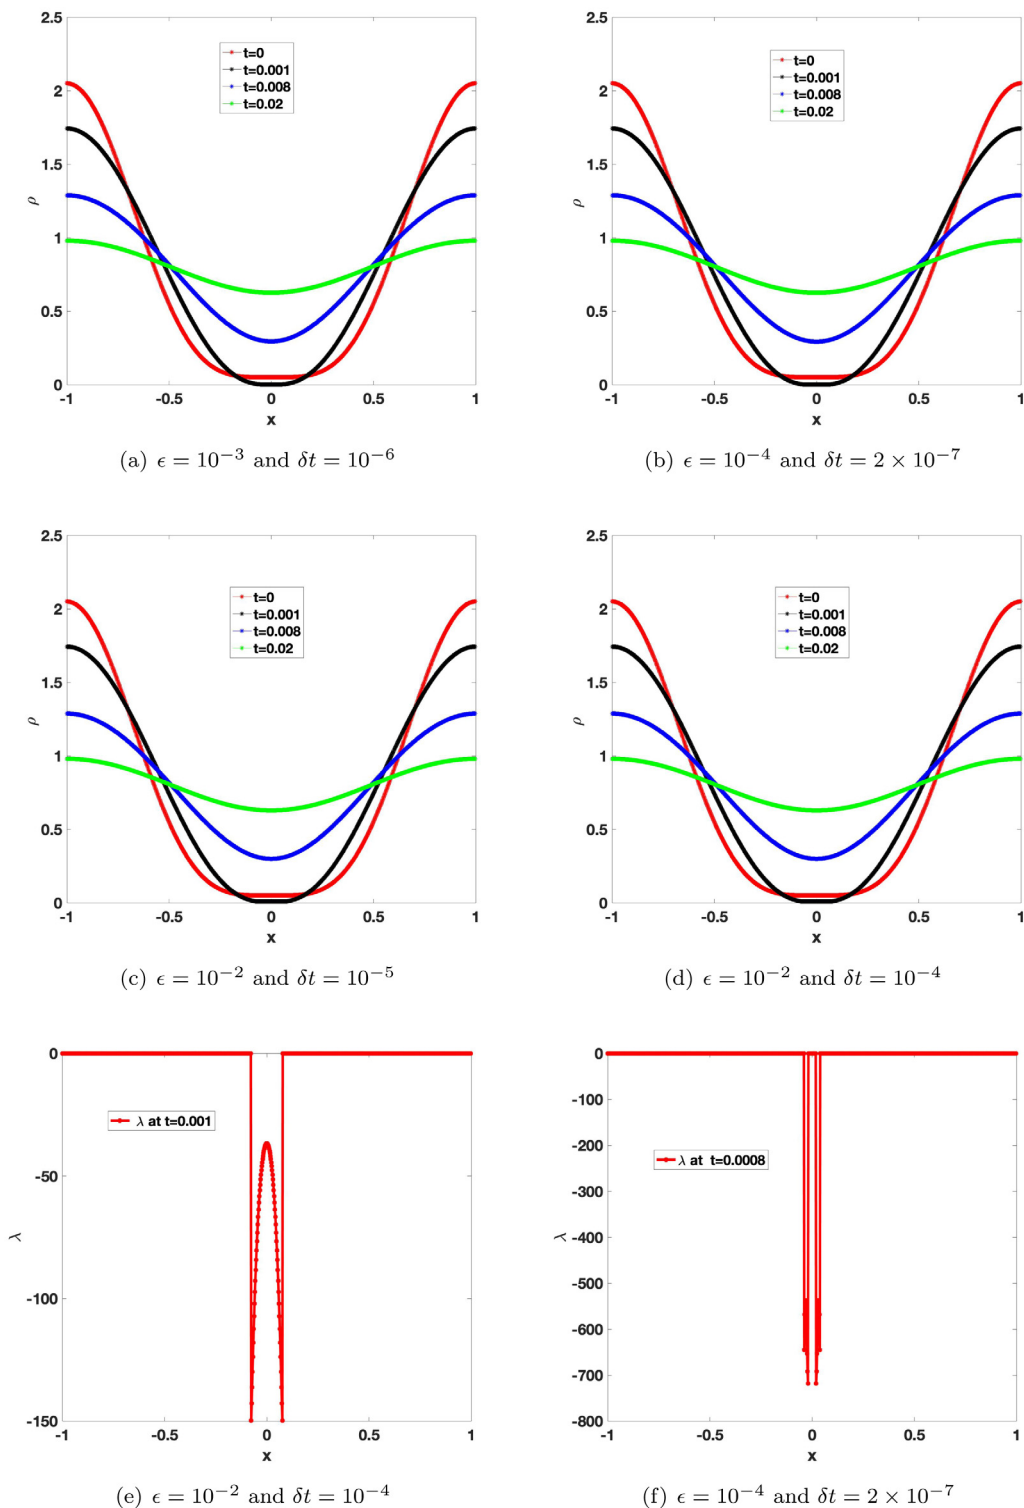 2.5
2
1.5
1
0.5
0
ρ
t=0
t=0.001
t=0.008
t=0.02
-1 -0.5 0 0.5 1
x
(a) ϵ = 10⁻³ and δt = 10⁻⁶
2.5
2
1.5
1
0.5
0
ρ
t=0
t=0.001
t=0.008
t=0.02
-1 -0.5 0 0.5 1
x
(b) ϵ = 10⁻⁴ and δt = 2 × 10⁻⁷
2.5
2
1.5
1
0.5
0
ρ
t=0
t=0.001
t=0.008
t=0.02
-1 -0.5 0 0.5 1
x
(c) ϵ = 10⁻² and δt = 10⁻⁵
2.5
2
1.5
1
0.5
0
ρ
t=0
t=0.001
t=0.008
t=0.02
-1 -0.5 0 0.5 1
x
(d) ϵ = 10⁻² and δt = 10⁻⁴
0
-50
-100
-150
λ
λ at t=0.001
-1 -0.5 0 0.5 1
x
(e) ϵ = 10⁻² and δt = 10⁻⁴
0
-100
-200
-300
-400
-500
-600
-700
-800
λ
λ at t=0.0008
-1 -0.5 0 0.5 1
x
(f) ϵ = 10⁻⁴ and δt = 2 × 10⁻⁷